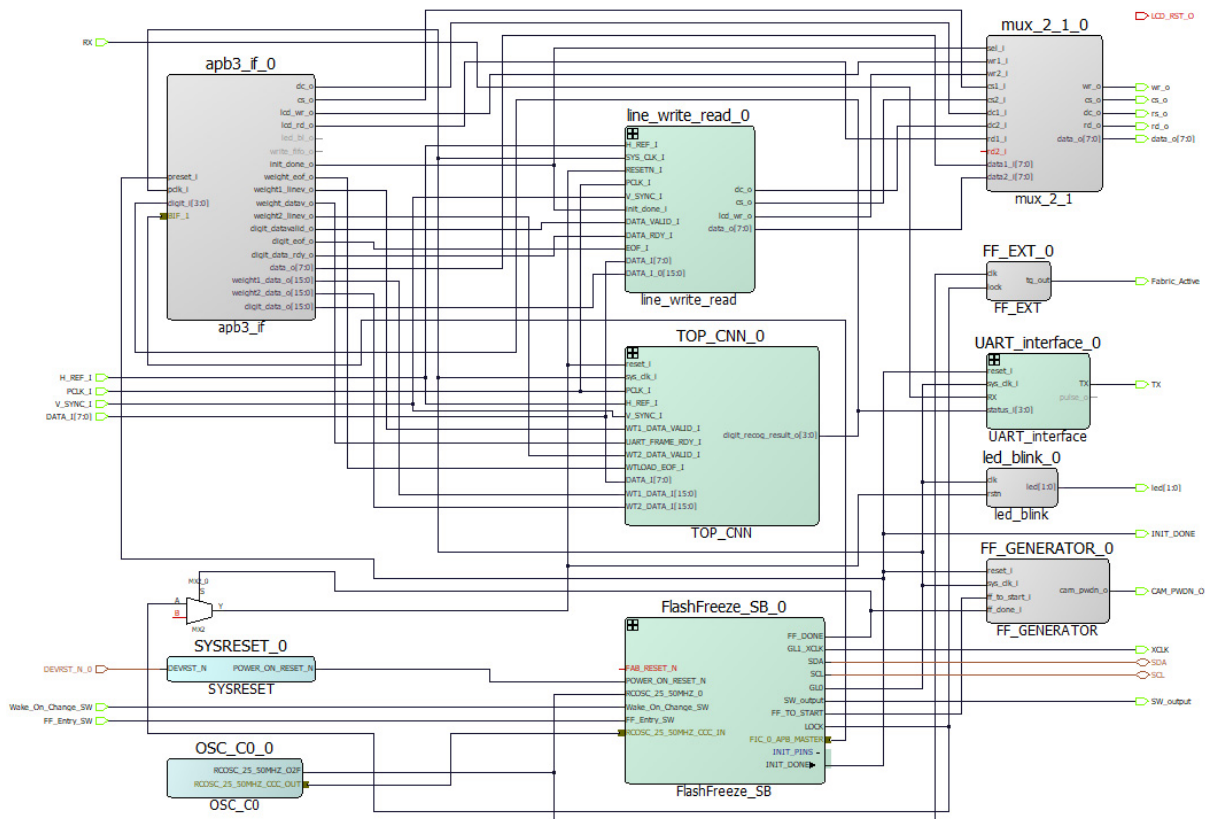 RX
apb3_if_0
dc_o
cs_o
lcd_wr_o
lcd_rd_o
led_bl_o
write_fifo_o
init_done_o
preset_i
weight_eof_o
pclk_i
weight1_linev_o
digit_i[3:0]
weight_datav_o
BIF_1
weight2_linev_o
digit_datavalid_o
digit_eof_o
digit_data_rdy_o
data_o[7:0]
weight1_data_o[15:0]
weight2_data_o[15:0]
digit_data_o[15:0]
apb3_if
line_write_read_0
H_REF_I
SYS_CLK_I
RESETN_I
PCLK_I
V_SYNC_I
init_done_i
DATA_VALID_I
DATA_RDY_I
EOF_I
DATA_I[7:0]
DATA_I_0[15:0]
dc_o
cs_o
lcd_wr_o
data_o[7:0]
line_write_read
LCD_RST_O
mux_2_1_0
sel_i
wr1_i
wr2_i
cs1_i
cs2_i
dc1_i
dc2_i
rd1_i
rd2_i
data1_i[7:0]
data2_i[7:0]
wr_o
cs_o
dc_o
rd_o
data_o[7:0]
mux_2_1
wr_o
cs_o
rs_o
rd_o
data_o[7:0]
FF_EXT_0
clk
lock
tg_out
FF_EXT
Fabric_Active
H_REF_I
PCLK_I
V_SYNC_I
DATA_I[7:0]
TOP_CNN_0
reset_i
sys_clk_i
PCLK_I
H_REF_I
V_SYNC_I
WT1_DATA_VALID_I
UART_FRAME_RDY_I
WT2_DATA_VALID_I
WTLOAD_EOF_I
DATA_I[7:0]
WT1_DATA_I[15:0]
WT2_DATA_I[15:0]
digit_recog_result_o[3:0]
TOP_CNN
UART_interface_0
reset_i
sys_clk_i
RX
status_i[3:0]
TX
pulse_o
UART_interface
TX
led_blink_0
clk
rstn
led[1:0]
led_blink
led[1:0]
INIT_DONE
FF_GENERATOR_0
reset_i
sys_clk_i
ff_to_start_i
ff_done_i
cam_pwdn_o
FF_GENERATOR
CAM_PWDN_O
MX2_0
S
A
B
Y
MX2
SYSRESET_0
DEVRST_N_0
DEVRST_N
POWER_ON_RESET_N
SYSRESET
Wake_On_Change_SW
FF_Entry_SW
OSC_C0_0
RCOSC_25_50MHZ_O2F
RCOSC_25_50MHZ_CCC_OUT
OSC_C0
FlashFreeze_SB_0
FAB_RESET_N
POWER_ON_RESET_N
RCOSC_25_50MHZ_0
Wake_On_Change_SW
FF_Entry_SW
RCOSC_25_50MHZ_CCC_IN
FF_DONE
GL1_XCLK
SDA
SCL
GL0
SW_output
FF_TO_START
LOCK
FIC_0_APB_MASTER
INIT_PINS
INIT_DONE
FlashFreeze_SB
XCLK
SDA
SCL
SW_output